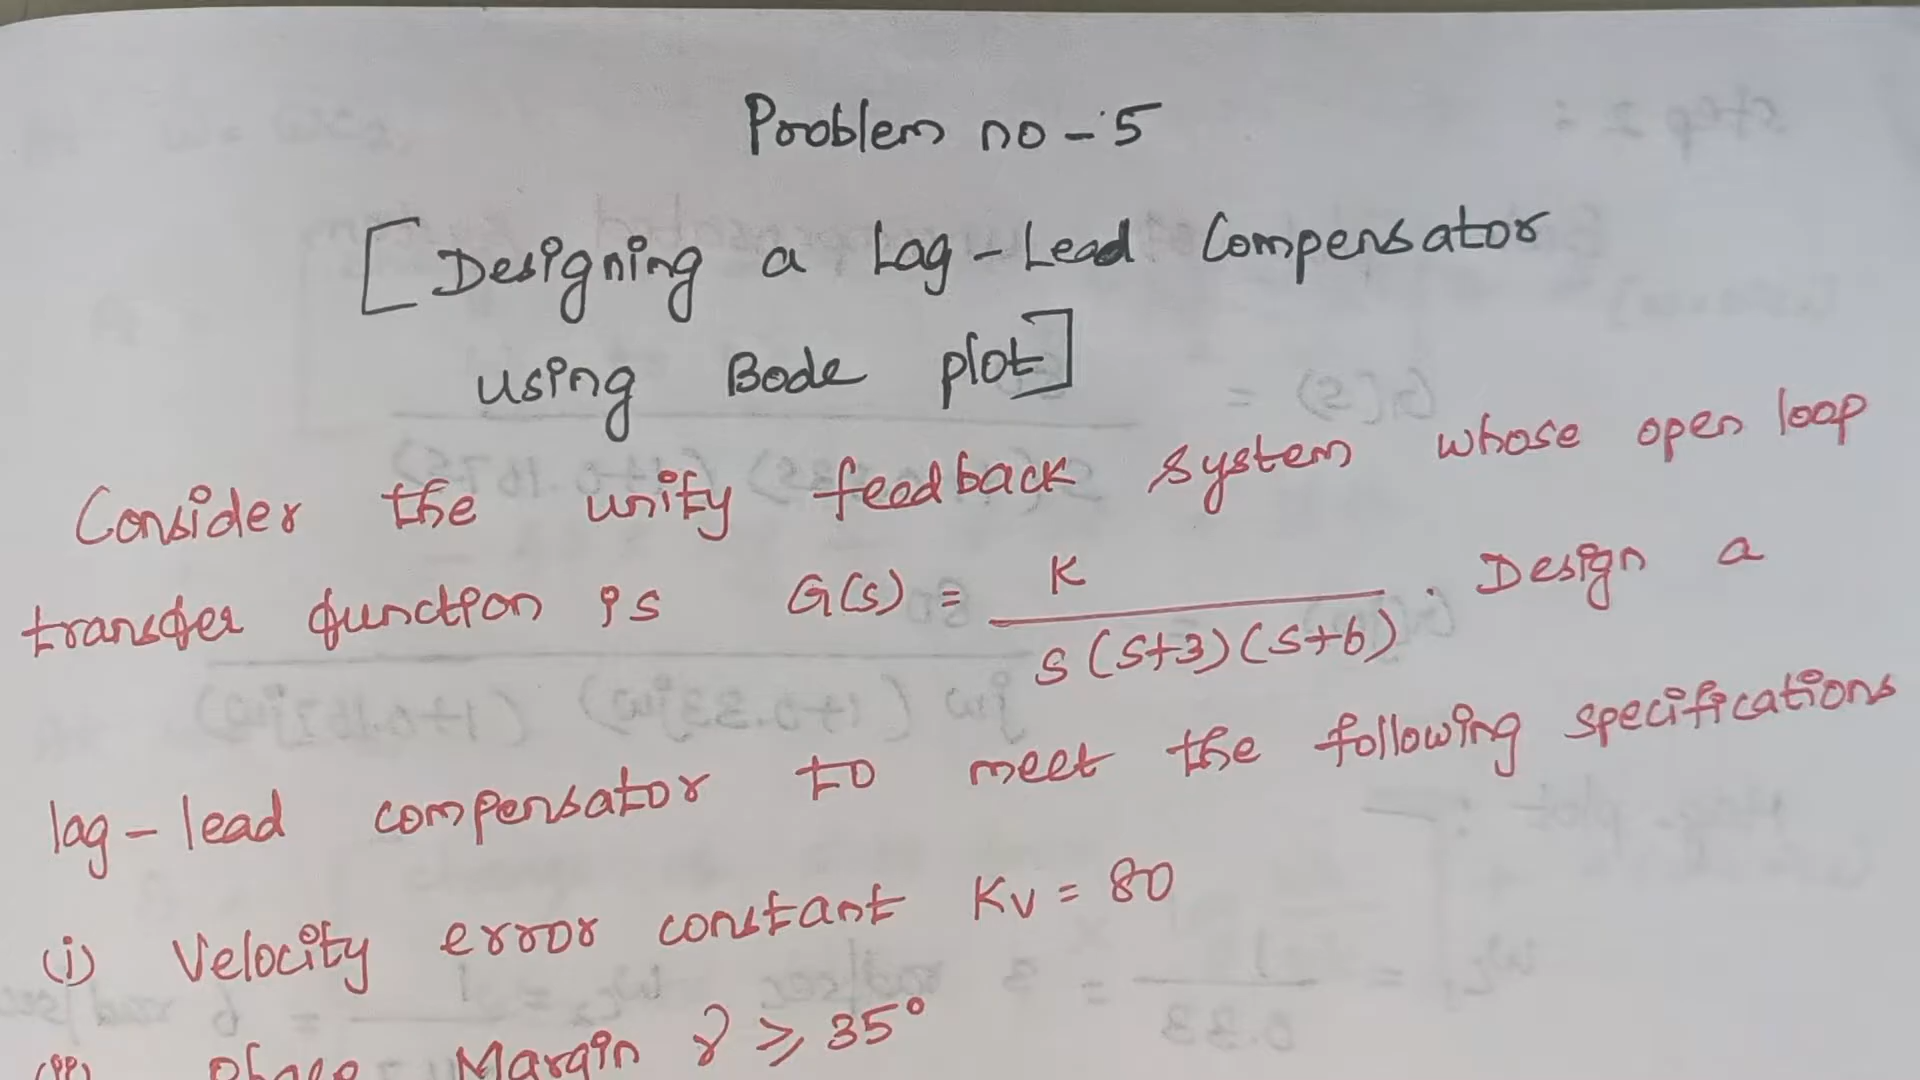 Problem no - 5
[Designing a Lag-Lead Compensator
using Bode plot]
Consider the unity feedback system whose open loop
transfer function is G(s) = K / s(s+3)(s+6). Design a
lag-lead compensator to meet the following specifications
(i) Velocity error constant Kv = 80
(ii) Phase Margin γ ≥ 35°